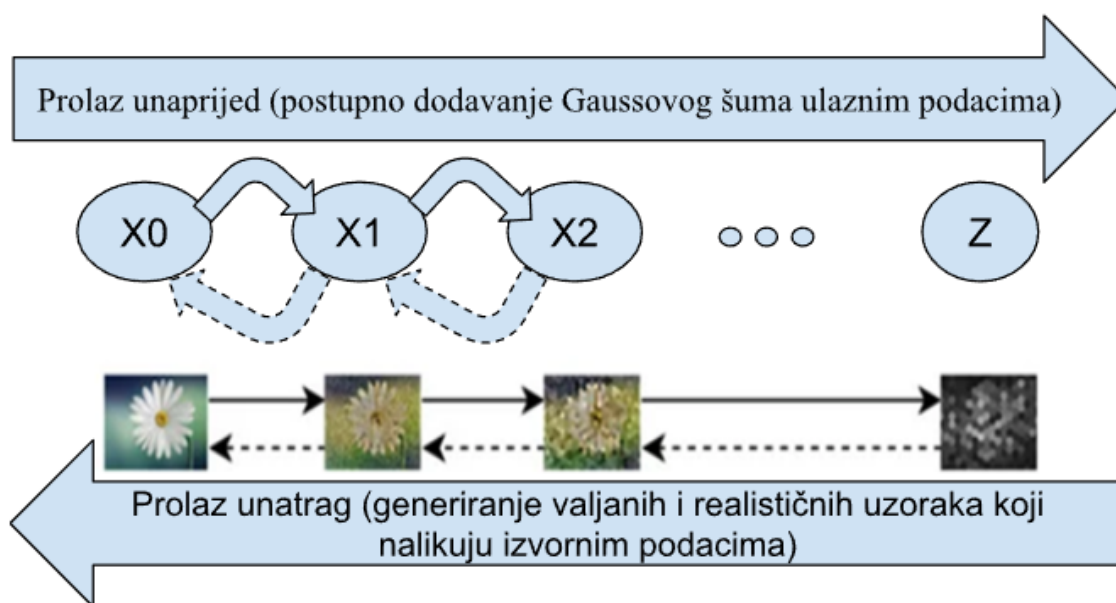 Prolaz unaprijed (postupno dodavanje Gaussovog šuma ulaznim podacima)
X0
X1
X2
Z
Prolaz unatrag (generiranje valjanih i realističnih uzoraka koji
nalikuju izvornim podacima)